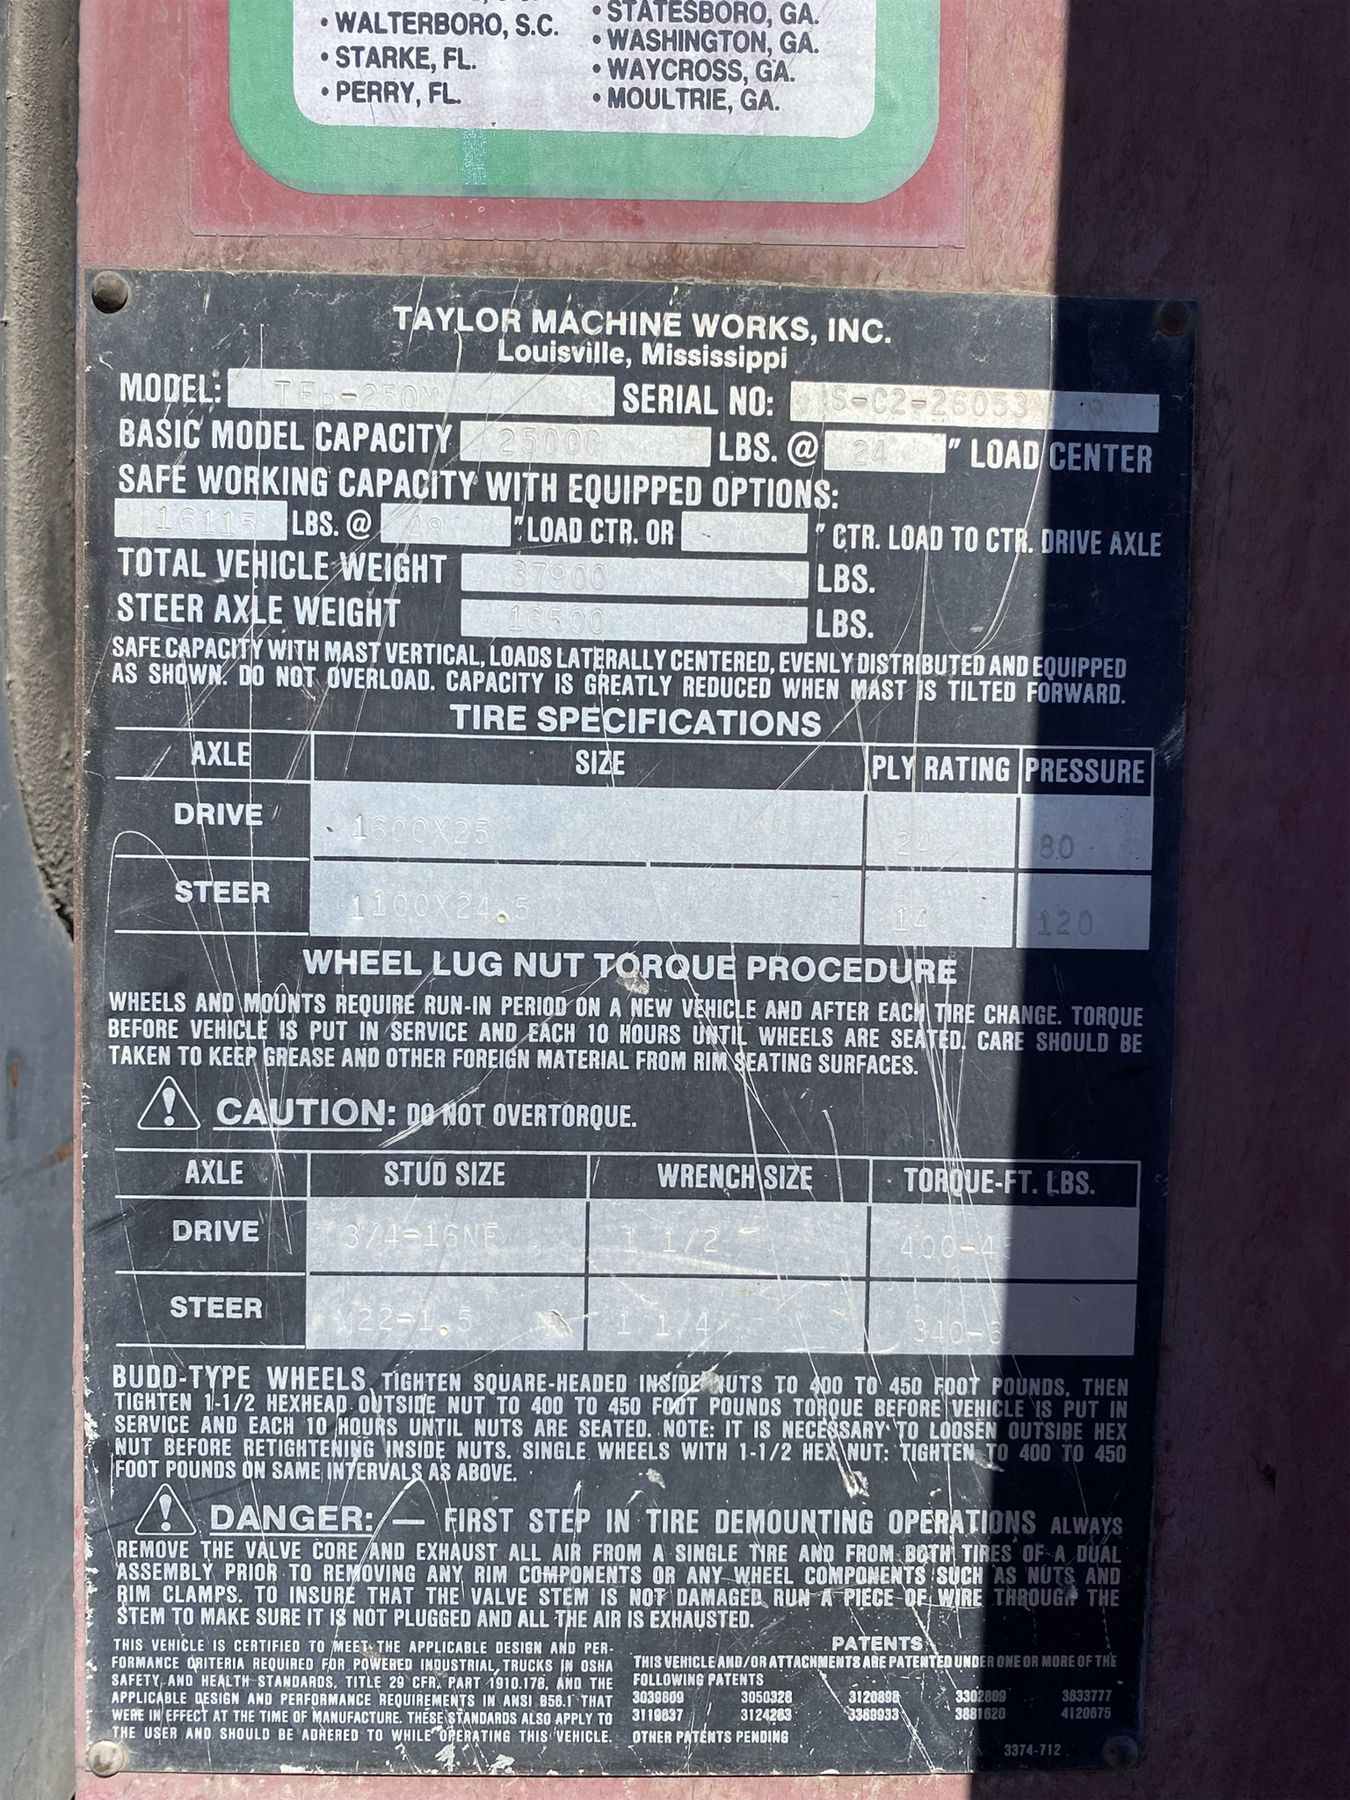 • WALTERBORO, S.C.
• STARKE, FL.
• PERRY, FL.
• STATESBORO, GA.
• WASHINGTON, GA.
• WAYCROSS, GA.
• MOULTRIE, GA.
TAYLOR MACHINE WORKS, INC.
Louisville, Mississippi
MODEL: SERIAL NO: S-C2-26053
BASIC MODEL CAPACITY 25000 LBS. @ 24 " LOAD CENTER
SAFE WORKING CAPACITY WITH EQUIPPED OPTIONS:
16115 LBS. @ 48 " LOAD CTR. OR " CTR. LOAD TO CTR. DRIVE AXLE
TOTAL VEHICLE WEIGHT 37900 LBS.
STEER AXLE WEIGHT 16500 LBS.
SAFE CAPACITY WITH MAST VERTICAL, LOADS LATERALLY CENTERED, EVENLY DISTRIBUTED AND EQUIPPED
AS SHOWN. DO NOT OVERLOAD. CAPACITY IS GREATLY REDUCED WHEN MAST IS TILTED FORWARD.
TIRE SPECIFICATIONS
AXLE SIZE PLY RATING PRESSURE
DRIVE 1600X25 24 80
STEER 1100X24.5 14 120
WHEEL LUG NUT TORQUE PROCEDURE
WHEELS AND MOUNTS REQUIRE RUN-IN PERIOD ON A NEW VEHICLE AND AFTER EACH TIRE CHANGE. TORQUE
BEFORE VEHICLE IS PUT IN SERVICE AND EACH 10 HOURS UNTIL WHEELS ARE SEATED. CARE SHOULD BE
TAKEN TO KEEP GREASE AND OTHER FOREIGN MATERIAL FROM RIM SEATING SURFACES.
CAUTION: DO NOT OVERTORQUE.
AXLE STUD SIZE WRENCH SIZE TORQUE-FT. LBS.
DRIVE 3/4-16NF 1 1/2
STEER M22-1.5 1 1/4
BUDD-TYPE WHEELS, TIGHTEN SQUARE-HEADED INSIDE NUTS TO 400 TO 450 FOOT POUNDS, THEN
TIGHTEN 1-1/2 HEXHEAD OUTSIDE NUT TO 400 TO 450 FOOT POUNDS TORQUE BEFORE VEHICLE IS PUT IN
SERVICE AND EACH 10 HOURS UNTIL NUTS ARE SEATED. NOTE: IT IS NECESSARY TO LOOSEN OUTSIDE HEX
NUT BEFORE RETIGHTENING INSIDE NUTS. SINGLE WHEELS WITH 1-1/2 HEX NUT: TIGHTEN TO 400 TO 450
FOOT POUNDS ON SAME INTERVALS AS ABOVE.
DANGER: — FIRST STEP IN TIRE DEMOUNTING OPERATIONS ALWAYS
REMOVE THE VALVE CORE AND EXHAUST ALL AIR FROM A SINGLE TIRE AND FROM BOTH TIRES OF A DUAL
ASSEMBLY PRIOR TO REMOVING ANY RIM COMPONENTS OR ANY WHEEL COMPONENTS SUCH AS NUTS AND
RIM CLAMPS. TO INSURE THAT THE VALVE STEM IS NOT DAMAGED RUN A PIECE OF WIRE THROUGH THE
STEM TO MAKE SURE IT IS NOT PLUGGED AND ALL THE AIR IS EXHAUSTED.
THIS VEHICLE IS CERTIFIED TO MEET THE APPLICABLE DESIGN AND PER-
FORMANCE CRITERIA REQUIRED FOR POWERED INDUSTRIAL TRUCKS IN OSHA
SAFETY AND HEALTH STANDARDS, TITLE 29 CFR. PART 1910.178, AND THE
APPLICABLE DESIGN AND PERFORMANCE REQUIREMENTS IN ANSI B56.1 THAT
WERE IN EFFECT AT THE TIME OF MANUFACTURE. THESE STANDARDS ALSO APPLY TO
THE USER AND SHOULD BE ADHERED TO WHILE OPERATING THIS VEHICLE.
PATENTS
THIS VEHICLE AND/OR ATTACHMENTS ARE PATENTED UNDER ONE OR MORE OF THE
FOLLOWING PATENTS
3039809 3050328 3120898 3302809 3633777
3119637 3124263 3369933 3881620 4120675
OTHER PATENTS PENDING
3374-712